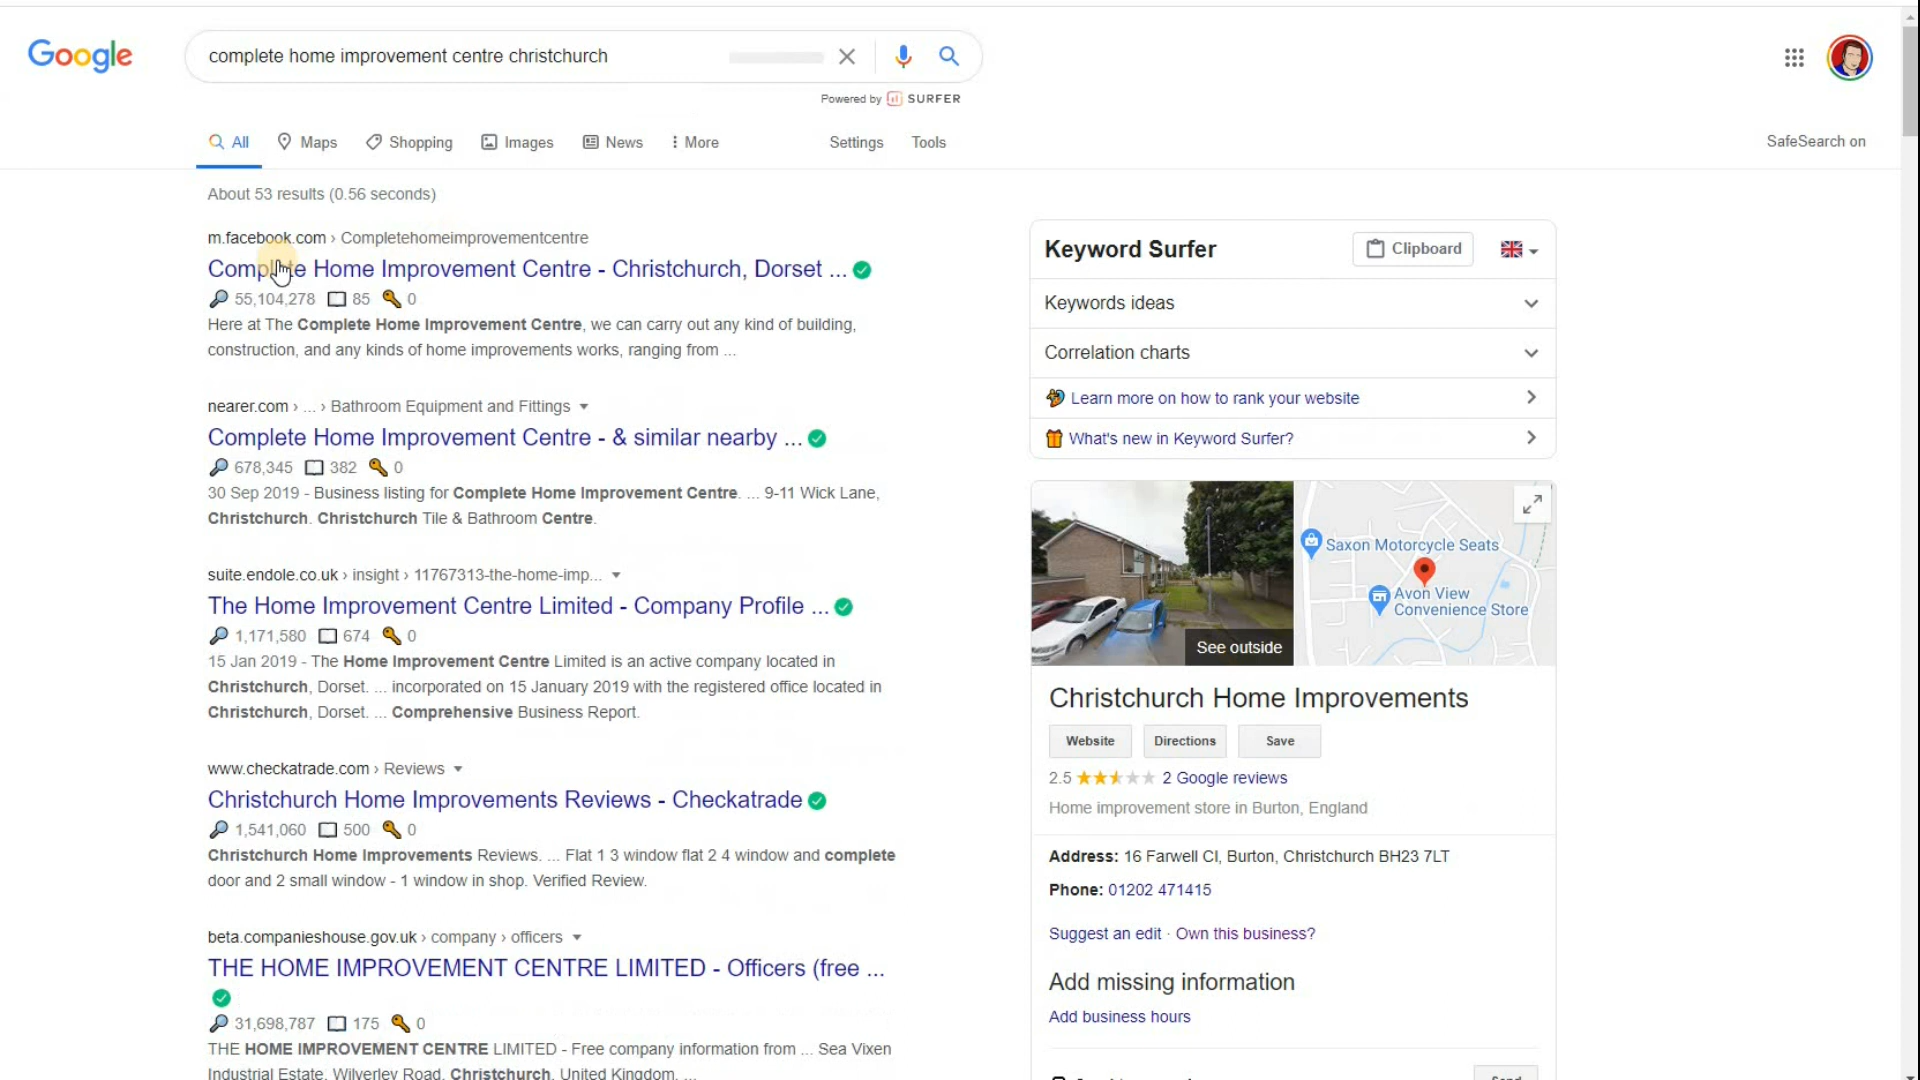 Google
complete home improvement centre christchurch
Powered by SURFER
All
Maps
Shopping
Images
News
More
Settings
Tools
SafeSearch on
About 53 results (0.56 seconds)
m.facebook.com › Completehomeimprovementcentre
Complete Home Improvement Centre - Christchurch, Dorset ...
55,104,278 85 0
Here at The Complete Home Improvement Centre, we can carry out any kind of building,
construction, and any kinds of home improvements works, ranging from ...
nearer.com › ... › Bathroom Equipment and Fittings
Complete Home Improvement Centre - & similar nearby ...
678,345 382 0
30 Sep 2019 - Business listing for Complete Home Improvement Centre. ... 9-11 Wick Lane,
Christchurch. Christchurch Tile & Bathroom Centre.
suite.endole.co.uk › insight › 11767313-the-home-imp...
The Home Improvement Centre Limited - Company Profile ...
1,171,580 674 0
15 Jan 2019 - The Home Improvement Centre Limited is an active company located in
Christchurch, Dorset. ... incorporated on 15 January 2019 with the registered office located in
Christchurch, Dorset. ... Comprehensive Business Report.
www.checkatrade.com › Reviews
Christchurch Home Improvements Reviews - Checkatrade
1,541,060 500 0
Christchurch Home Improvements Reviews. ... Flat 1 3 window flat 2 4 window and complete
door and 2 small window - 1 window in shop. Verified Review.
beta.companieshouse.gov.uk › company › officers
THE HOME IMPROVEMENT CENTRE LIMITED - Officers (free ...
31,698,787 175 0
THE HOME IMPROVEMENT CENTRE LIMITED - Free company information from ... Sea Vixen
Industrial Estate, Wilverley Road, Christchurch, United Kingdom. ...
Keyword Surfer
Clipboard
Keywords ideas
Correlation charts
Learn more on how to rank your website
What's new in Keyword Surfer?
See outside
Saxon Motorcycle Seats
Avon View
Convenience Store
Christchurch Home Improvements
Website
Directions
Save
2.5 2 Google reviews
Home improvement store in Burton, England
Address: 16 Farwell Cl, Burton, Christchurch BH23 7LT
Phone: 01202 471415
Suggest an edit · Own this business?
Add missing information
Add business hours